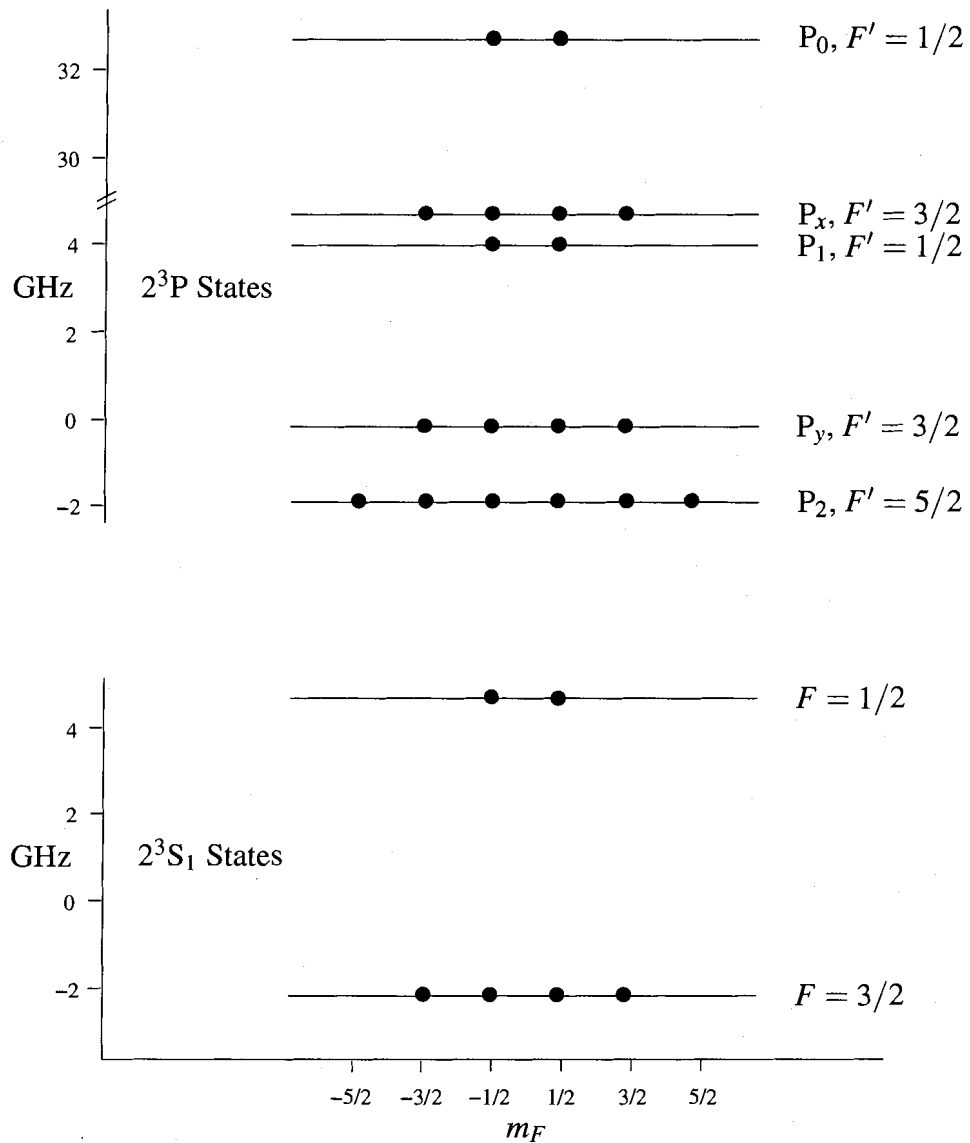 32
30
4
2
0
−2
GHz
2³P States
P₀, F′ = 1/2
Pₓ, F′ = 3/2
P₁, F′ = 1/2
Pᵧ, F′ = 3/2
P₂, F′ = 5/2
4
2
0
−2
GHz
2³S₁ States
F = 1/2
F = 3/2
−5/2 −3/2 −1/2 1/2 3/2 5/2
m_F